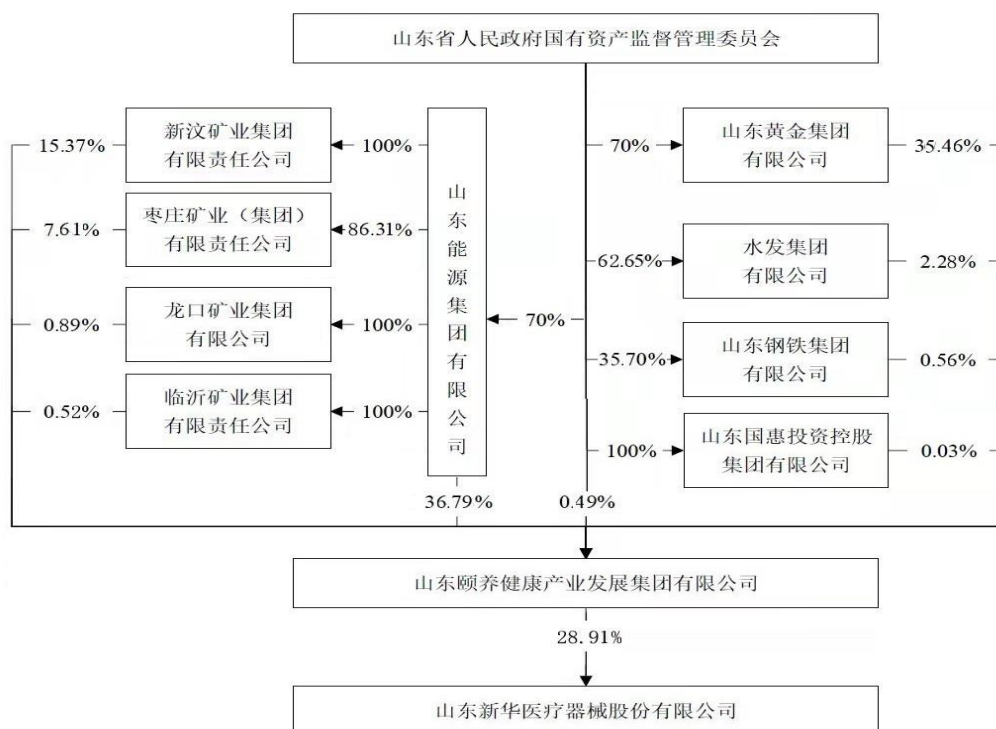 山东省人民政府国有资产监督管理委员会
15.37%
新汶矿业集团
有限责任公司
100%
70%
山东黄金集团
有限公司
35.46%
7.61%
枣庄矿业（集团）
有限责任公司
86.31%
山东能源集团有限公司
62.65%
水发集团
有限公司
2.28%
70%
0.89%
龙口矿业集团
有限公司
100%
35.70%
山东钢铁集团
有限公司
0.56%
0.52%
临沂矿业集团
有限责任公司
100%
100%
山东国惠投资控股
集团有限公司
0.03%
36.79%
0.49%
山东颐养健康产业发展集团有限公司
28.91%
山东新华医疗器械股份有限公司